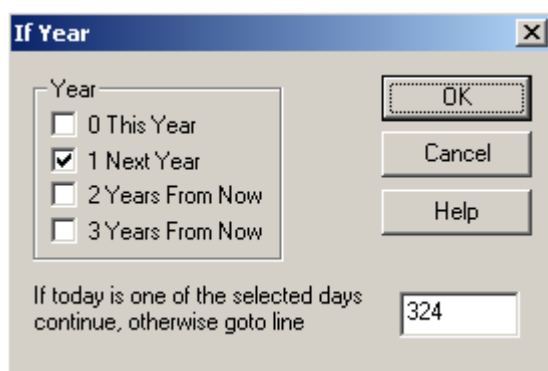 If Year
Year
0 This Year
1 Next Year
2 Years From Now
3 Years From Now
OK
Cancel
Help
If today is one of the selected days
continue, otherwise goto line
324